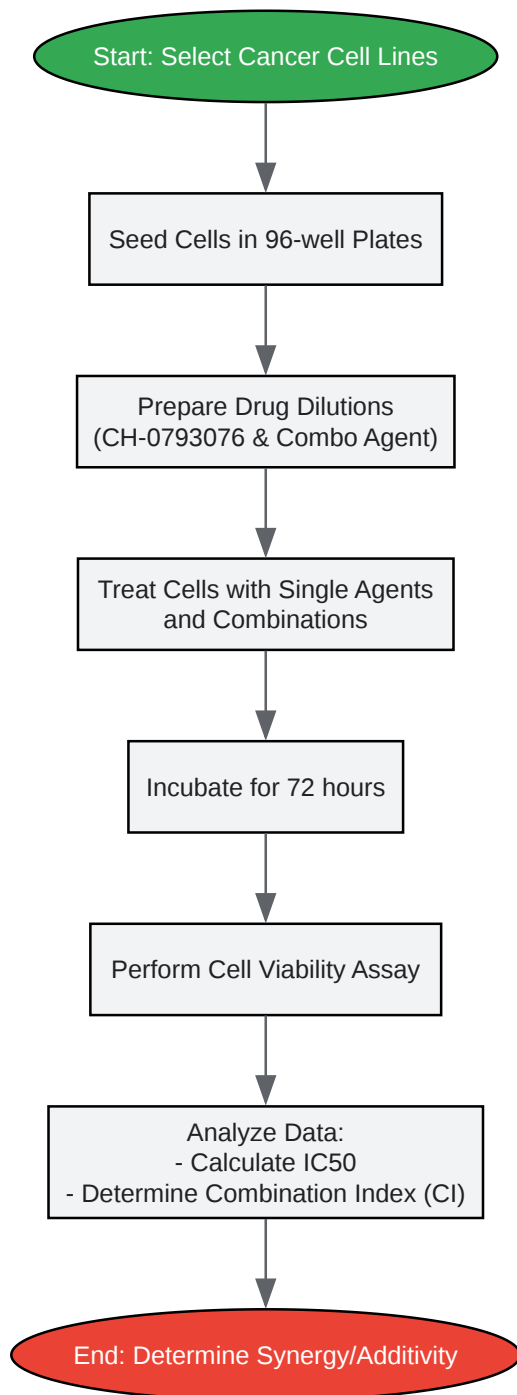 Start: Select Cancer Cell Lines
Seed Cells in 96-well Plates
Prepare Drug Dilutions
(CH-0793076 & Combo Agent)
Treat Cells with Single Agents
and Combinations
Incubate for 72 hours
Perform Cell Viability Assay
Analyze Data:
- Calculate IC50
- Determine Combination Index (CI)
End: Determine Synergy/Additivity